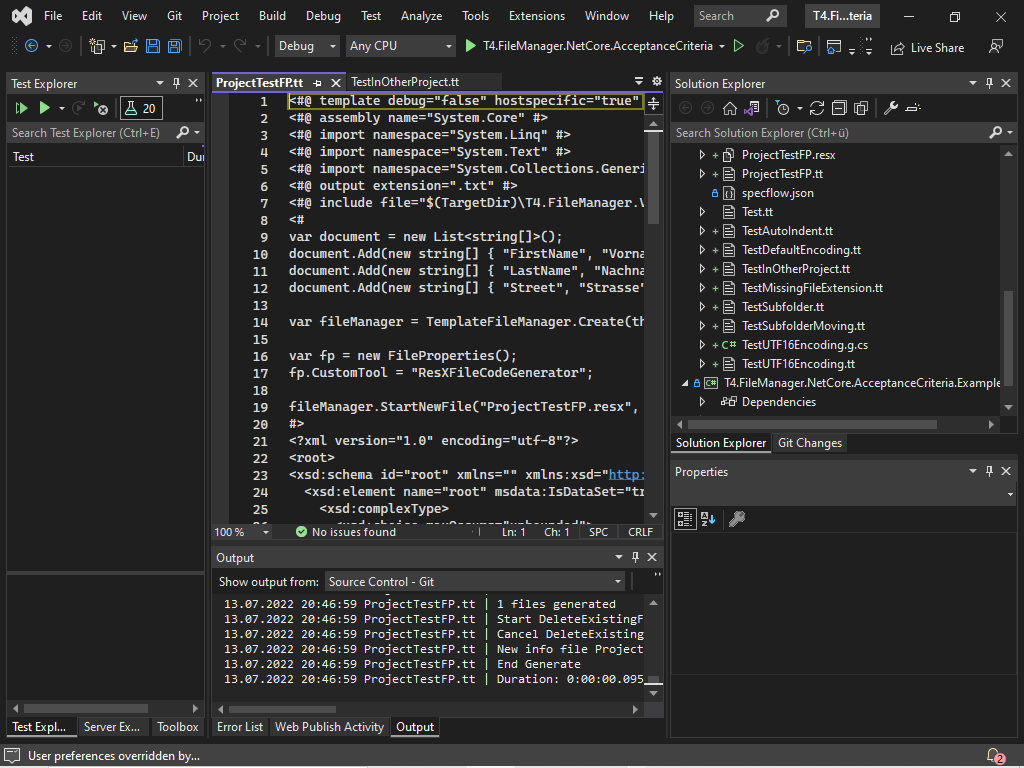 File Edit View Git Project Build Debug Test Analyze Tools Extensions Window Help Search T4.Fi...teria
Debug Any CPU T4.FileManager.NetCore.AcceptanceCriteria Live Share
Test Explorer
20
Search Test Explorer (Ctrl+E)
Test Du
ProjectTestFP.tt TestInOtherProject.tt
1 <#@ template debug="false" hostspecific="true"
2 <#@ assembly name="System.Core" #>
3 <#@ import namespace="System.Linq" #>
4 <#@ import namespace="System.Text" #>
5 <#@ import namespace="System.Collections.Generi
6 <#@ output extension=".txt" #>
7 <#@ include file="$(TargetDir)\T4.FileManager.V
8 <#
9 var document = new List<string[]>();
10 document.Add(new string[] { "FirstName", "Vorna
11 document.Add(new string[] { "LastName", "Nachna
12 document.Add(new string[] { "Street", "Strasse"
13
14 var fileManager = TemplateFileManager.Create(th
15
16 var fp = new FileProperties();
17 fp.CustomTool = "ResXFileCodeGenerator";
18
19 fileManager.StartNewFile("ProjectTestFP.resx",
20 #>
21 <?xml version="1.0" encoding="utf-8"?>
22 <root>
23 <xsd:schema id="root" xmlns="" xmlns:xsd="http:
24 <xsd:element name="root" msdata:IsDataSet="tr
25 <xsd:complexType>
100 % No issues found Ln: 1 Ch: 1 SPC CRLF
Output
Show output from: Source Control - Git
13.07.2022 20:46:59 ProjectTestFP.tt | 1 files generated
13.07.2022 20:46:59 ProjectTestFP.tt | Start DeleteExistingF
13.07.2022 20:46:59 ProjectTestFP.tt | Cancel DeleteExisting
13.07.2022 20:46:59 ProjectTestFP.tt | New info file Project
13.07.2022 20:46:59 ProjectTestFP.tt | End Generate
13.07.2022 20:46:59 ProjectTestFP.tt | Duration: 0:00:00.095
Solution Explorer
Search Solution Explorer (Ctrl+ü)
ProjectTestFP.resx
ProjectTestFP.tt
specflow.json
Test.tt
TestAutoIndent.tt
TestDefaultEncoding.tt
TestInOtherProject.tt
TestMissingFileExtension.tt
TestSubfolder.tt
TestSubfolderMoving.tt
C# TestUTF16Encoding.g.cs
TestUTF16Encoding.tt
C# T4.FileManager.NetCore.AcceptanceCriteria.Example
Dependencies
Solution Explorer Git Changes
Properties
Test Expl... Server Ex... Toolbox Error List Web Publish Activity Output
User preferences overridden by... 2